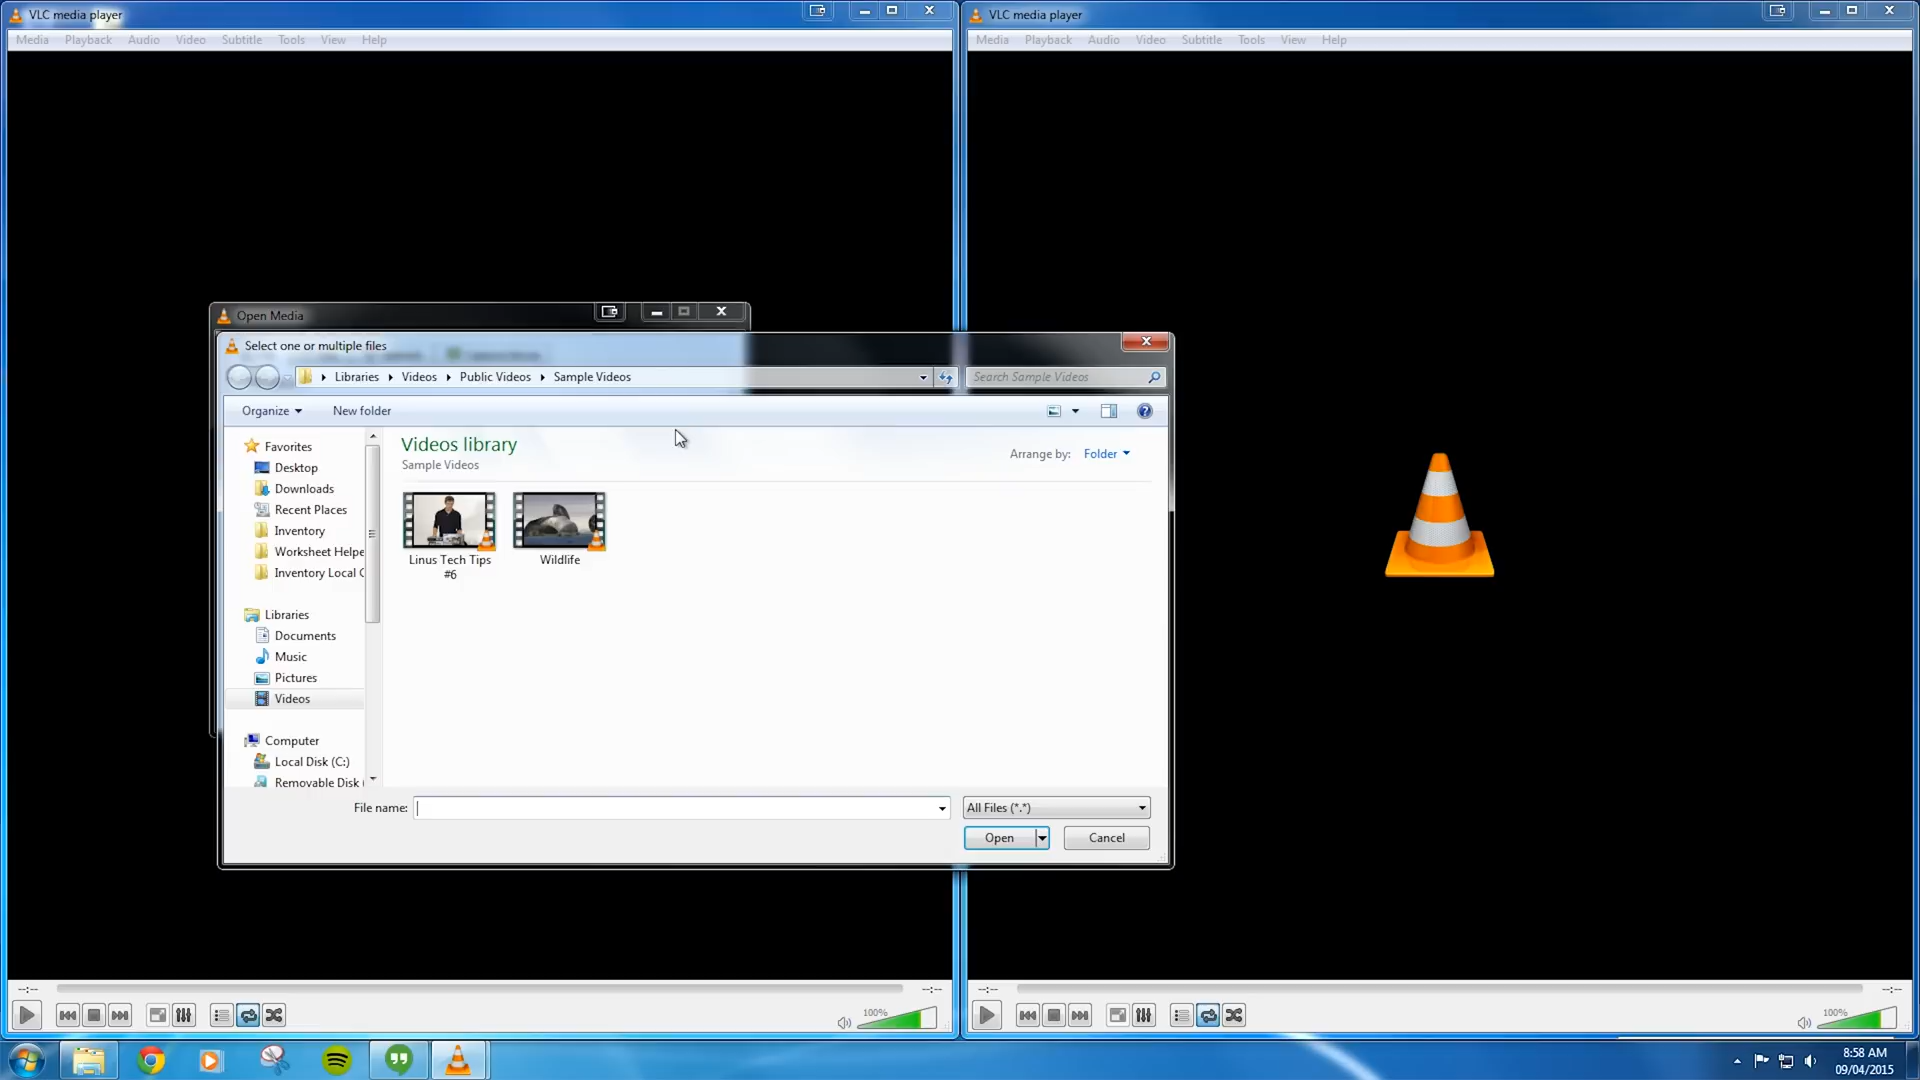 VLC media player
Media Playback Audio Video Subtitle Tools View Help
VLC media player
Media Playback Audio Video Subtitle Tools View Help
Open Media
Select one or multiple files
Libraries Videos Public Videos Sample Videos
Search Sample Videos
Organize New folder
Favorites
Desktop
Downloads
Recent Places
Inventory
Worksheet Helpe
Inventory Local
Libraries
Documents
Music
Pictures
Videos
Computer
Local Disk (C:)
Removable Disk
Videos library
Sample Videos
Arrange by: Folder
Linus Tech Tips
#6
Wildlife
File name:
All Files (*.*)
Open
Cancel
--:--
--:--
100%
--:--
--:--
100%
8:58 AM
09/04/2015